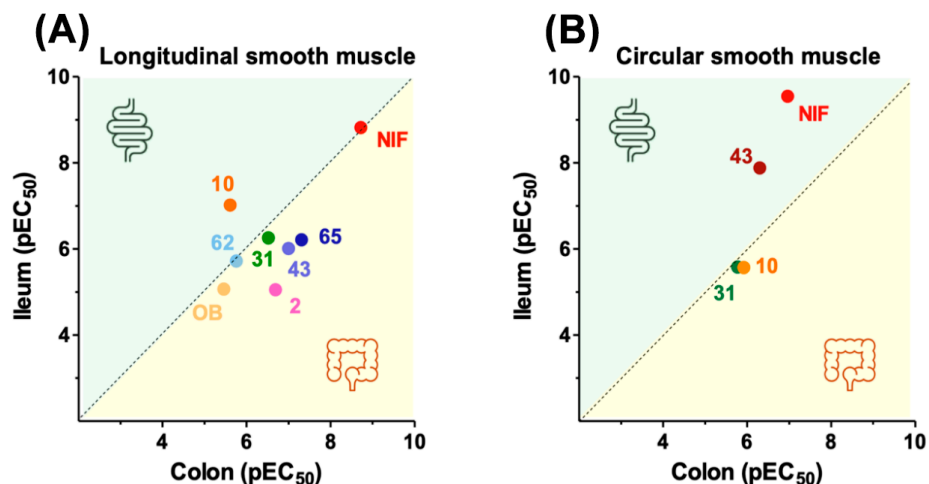 (A)
Longitudinal smooth muscle
10
8
6
4
Ileum (pEC50)
NIF
10
62
65
31
43
2
OB
4
6
8
10
Colon (pEC50)
(B)
Circular smooth muscle
10
8
6
4
Ileum (pEC50)
NIF
43
10
31
4
6
8
10
Colon (pEC50)